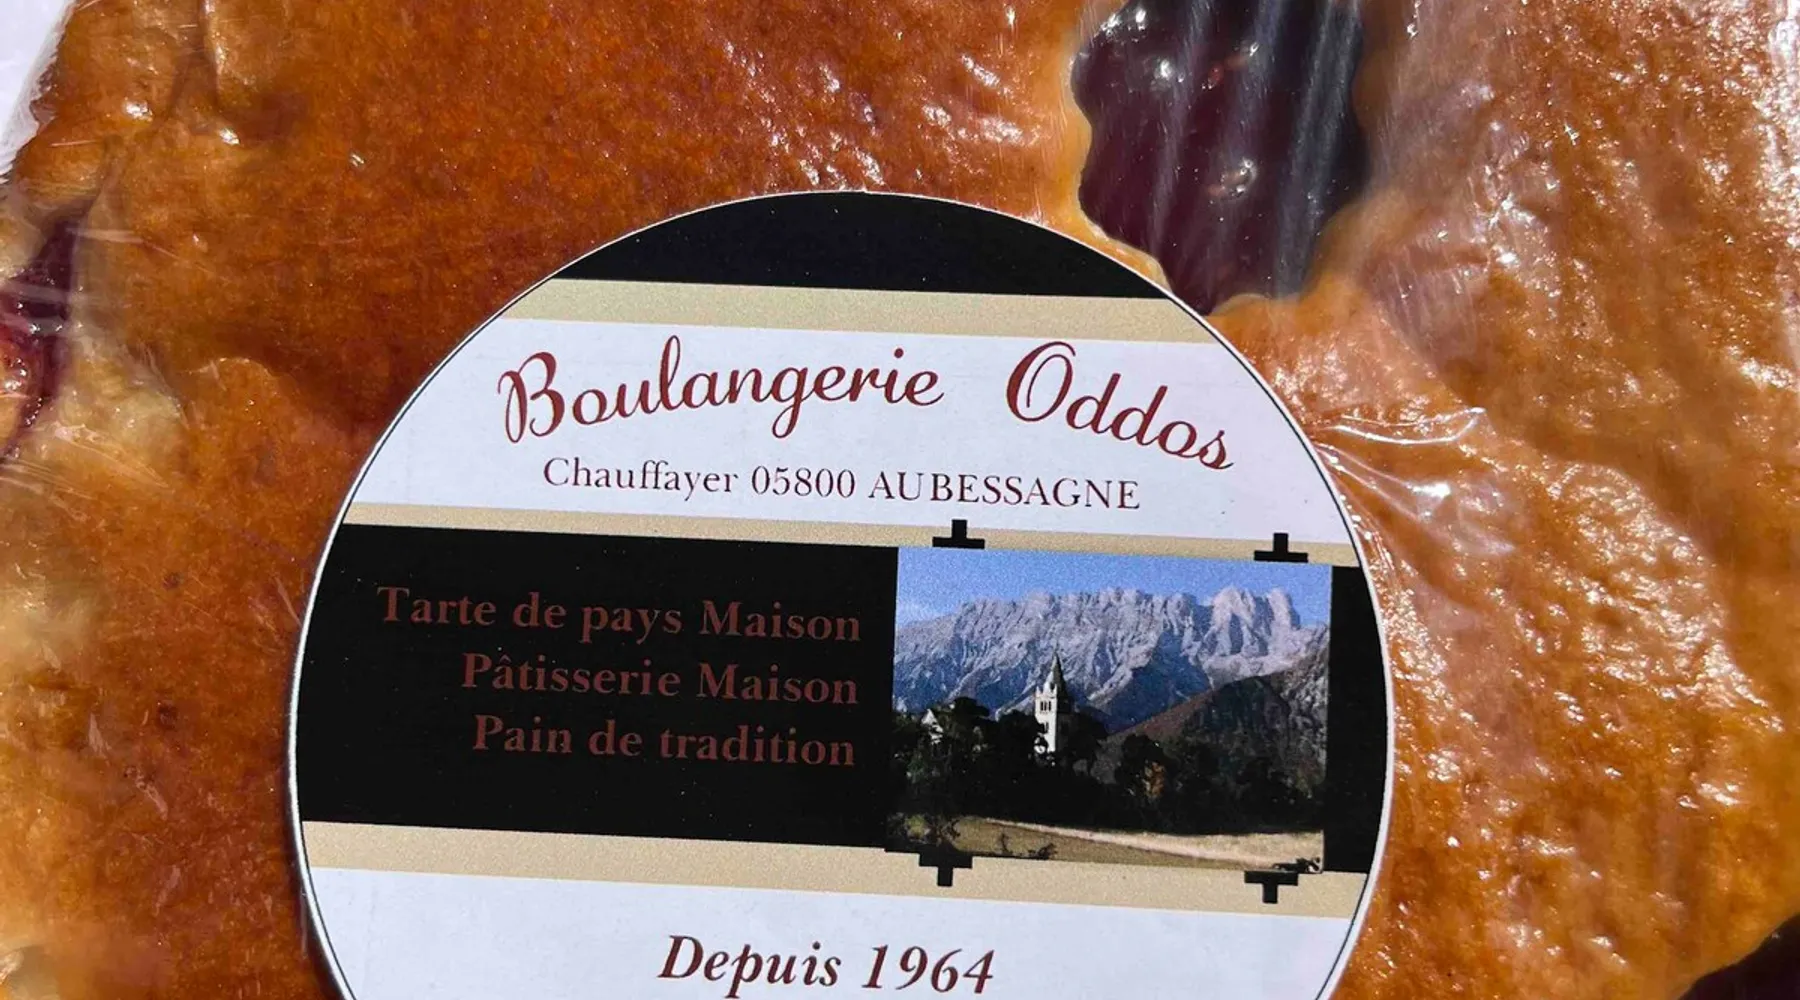 Boulangerie Oddos
Chauffayer 05800 AUBESSAGNE
Tarte de pays Maison
Pâtisserie Maison
Pain de tradition
Depuis 1964